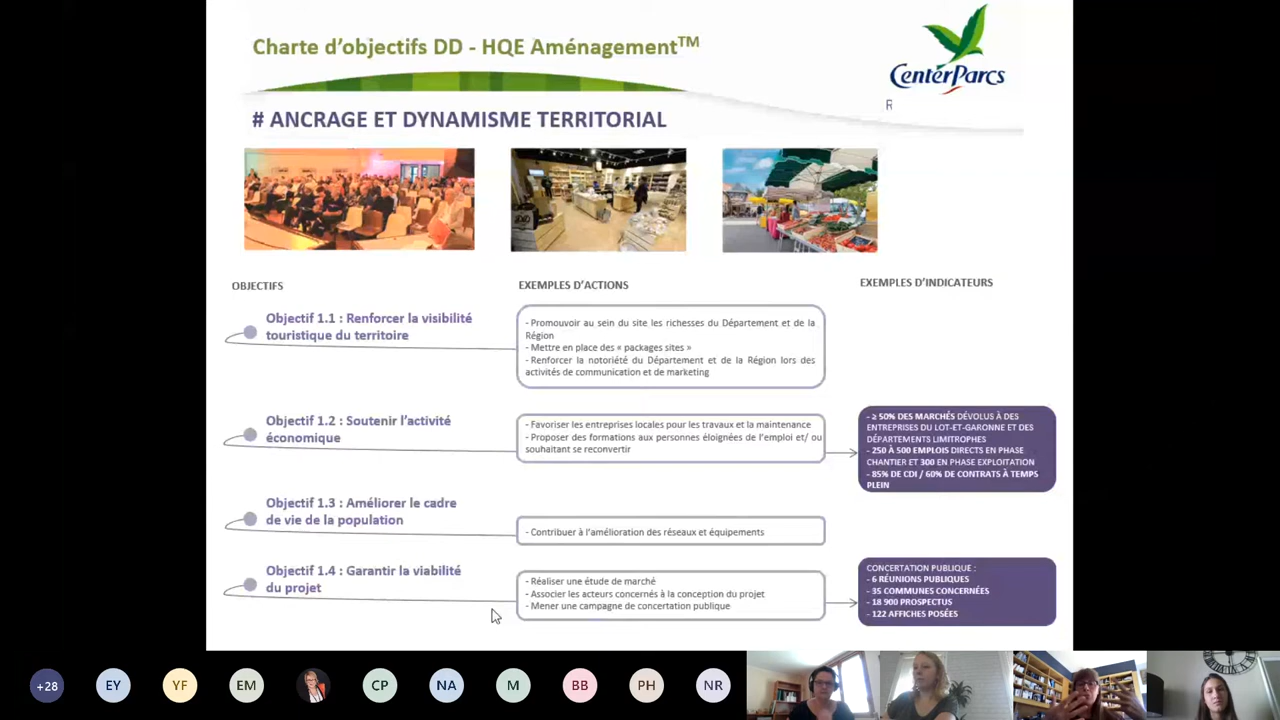 Charte d'objectifs DD - HQE Aménagement™
CenterParcs
R
# ANCRAGE ET DYNAMISME TERRITORIAL
OBJECTIFS
EXEMPLES D'ACTIONS
EXEMPLES D'INDICATEURS
Objectif 1.1 : Renforcer la visibilité
touristique du territoire
- Promouvoir au sein du site les richesses du Département et de la
Région
- Mettre en place des « packages sites »
- Renforcer la notoriété du Département et de la Région lors des
activités de communication et de marketing
Objectif 1.2 : Soutenir l'activité
économique
- Favoriser les entreprises locales pour les travaux et la maintenance
- Proposer des formations aux personnes éloignées de l'emploi et/ ou
souhaitant se reconvertir
- ≥ 50% DES MARCHÉS DÉVOLUS À DES
ENTREPRISES DU LOT-ET-GARONNE ET DES
DÉPARTEMENTS LIMITROPHES
- 250 À 500 EMPLOIS DIRECTS EN PHASE
CHANTIER ET 300 EN PHASE EXPLOITATION
- 85% DE CDI / 60% DE CONTRATS À TEMPS
PLEIN
Objectif 1.3 : Améliorer le cadre
de vie de la population
- Contribuer à l'amélioration des réseaux et équipements
Objectif 1.4 : Garantir la viabilité
du projet
- Réaliser une étude de marché
- Associer les acteurs concernés à la conception du projet
- Mener une campagne de concertation publique
CONCERTATION PUBLIQUE :
- 6 RÉUNIONS PUBLIQUES
- 35 COMMUNES CONCERNÉES
- 18 900 PROSPECTUS
- 122 AFFICHES POSÉES
+28
EY
YF
EM
CP
NA
M
BB
PH
NR